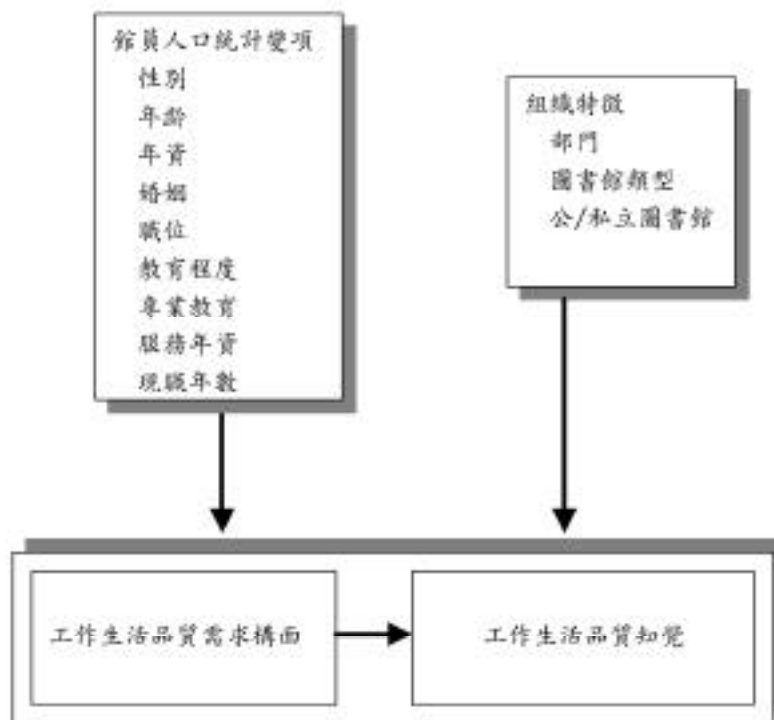 館員人口統計變項
性別
年齡
年資
婚姻
職位
教育程度
專業教育
服務年資
現職年數
組織特徵
部門
圖書館類型
公/私立圖書館
工作生活品質需求構面
工作生活品質知覺